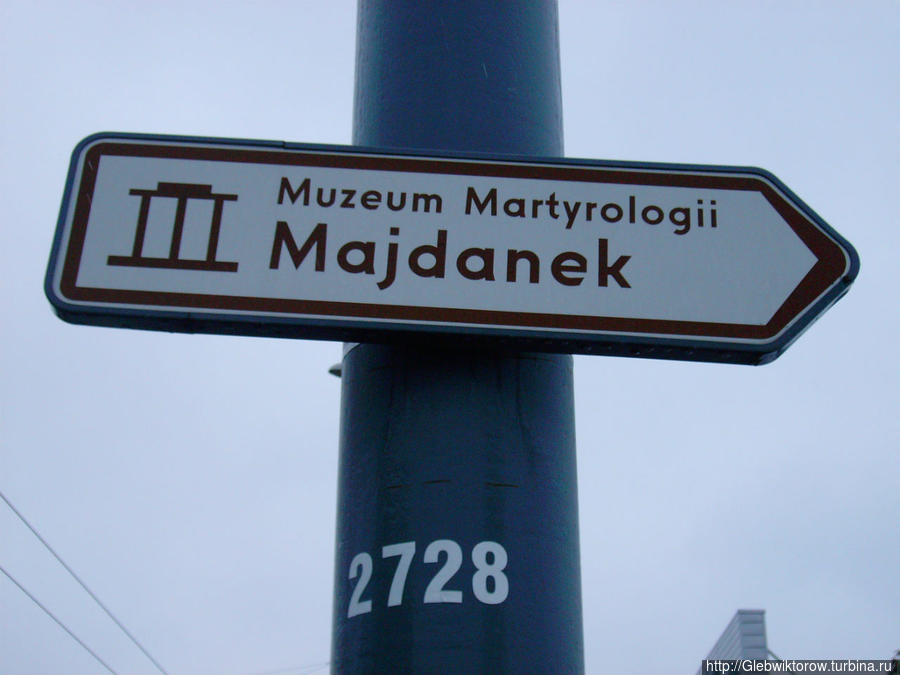 Muzeum Martyrologii
Majdanek
2728
http://Glebwiktorow.turbina.ru